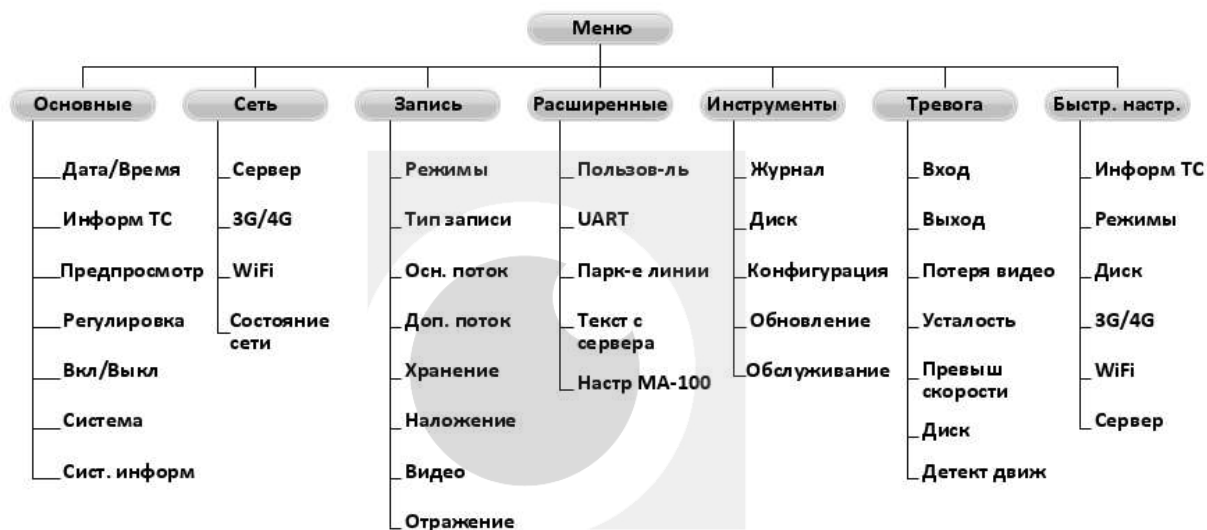 Меню
Основные
Дата/Время
Информ ТС
Предпросмотр
Регулировка
Вкл/Выкл
Система
Сист. информ
Сеть
Сервер
3G/4G
WiFi
Состояние
сети
Запись
Режимы
Тип записи
Осн. поток
Доп. поток
Хранение
Наложение
Видео
Отражение
Расширенные
Пользов-ль
UART
Парк-е линии
Текст с
сервера
Настр МА-100
Инструменты
Журнал
Диск
Конфигурация
Обновление
Обслуживание
Тревога
Вход
Выход
Потеря видео
Усталость
Превыш
скорости
Диск
Детект движ
Быстр. настр.
Информ ТС
Режимы
Диск
3G/4G
WiFi
Сервер